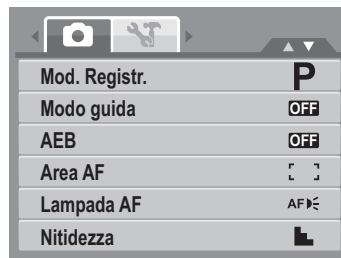 Mod. Registr. P
Modo guida OFF
AEB OFF
Area AF
Lampada AF AF
Nitidezza